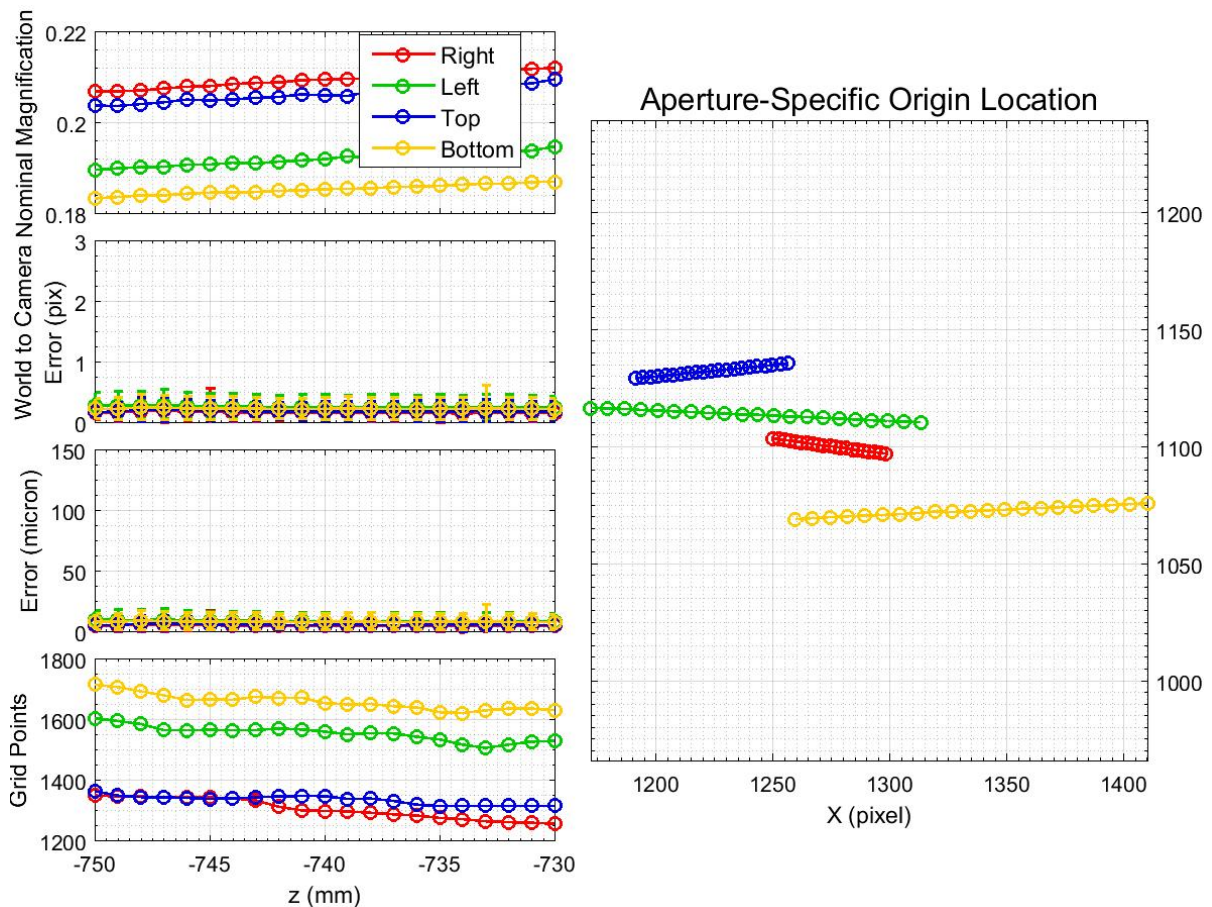 World to Camera Nominal Magnification
0.22
0.2
0.18
Right
Left
Top
Bottom
Error (pix)
3
2
1
0
Error (micron)
150
100
50
0
Grid Points
1800
1600
1400
1200
-750
-745
-740
-735
-730
z (mm)
Aperture-Specific Origin Location
1200
1150
1100
1050
1000
1200
1250
1300
1350
1400
X (pixel)